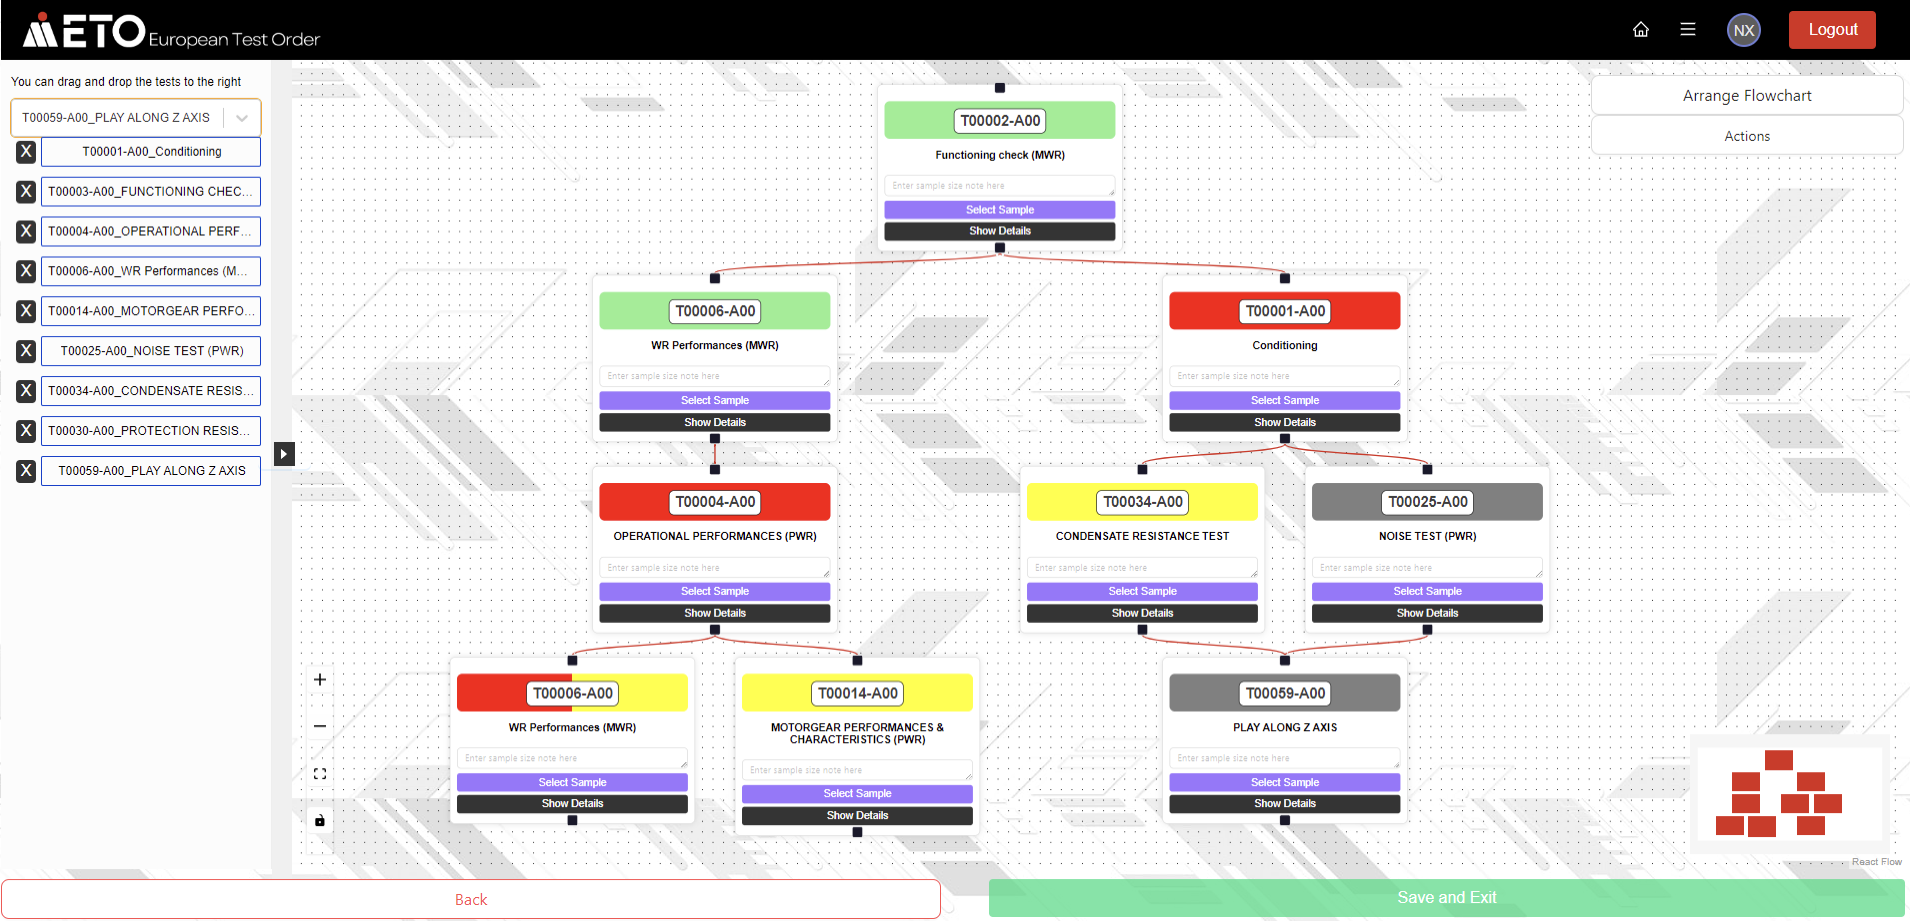 METO European Test Order
NX
Logout
You can drag and drop the tests to the right
T00059-A00_PLAY ALONG Z AXIS
X T00001-A00_Conditioning
X T00003-A00_FUNCTIONING CHEC...
X T00004-A00_OPERATIONAL PERF...
X T00006-A00_WR Performances (M...
X T00014-A00_MOTORGEAR PERFO...
X T00025-A00_NOISE TEST (PWR)
X T00034-A00_CONDENSATE RESIS...
X T00030-A00_PROTECTION RESIS...
X T00059-A00_PLAY ALONG Z AXIS
Arrange Flowchart
Actions
T00002-A00
Functioning check (MWR)
Enter sample size note here
Select Sample
Show Details
T00006-A00
WR Performances (MWR)
Enter sample size note here
Select Sample
Show Details
T00001-A00
Conditioning
Enter sample size note here
Select Sample
Show Details
T00004-A00
OPERATIONAL PERFORMANCES (PWR)
Enter sample size note here
Select Sample
Show Details
T00034-A00
CONDENSATE RESISTANCE TEST
Enter sample size note here
Select Sample
Show Details
T00025-A00
NOISE TEST (PWR)
Enter sample size note here
Select Sample
Show Details
T00006-A00
WR Performances (MWR)
Enter sample size note here
Select Sample
Show Details
T00014-A00
MOTORGEAR PERFORMANCES &
CHARACTERISTICS (PWR)
Enter sample size note here
Select Sample
Show Details
T00059-A00
PLAY ALONG Z AXIS
Enter sample size note here
Select Sample
Show Details
React Flow
Back
Save and Exit